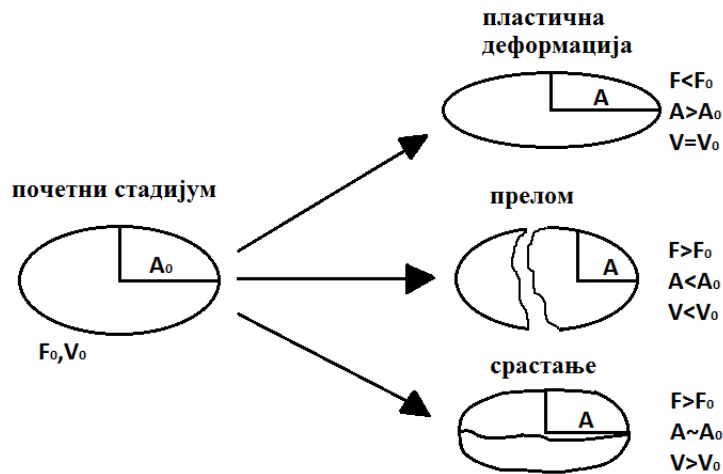 пластична
деформација
A
F<F₀
A>A₀
V=V₀
почетни стадијум
A₀
F₀,V₀
прелом
A
F>F₀
A<A₀
V<V₀
срастање
A
F>F₀
A~A₀
V>V₀